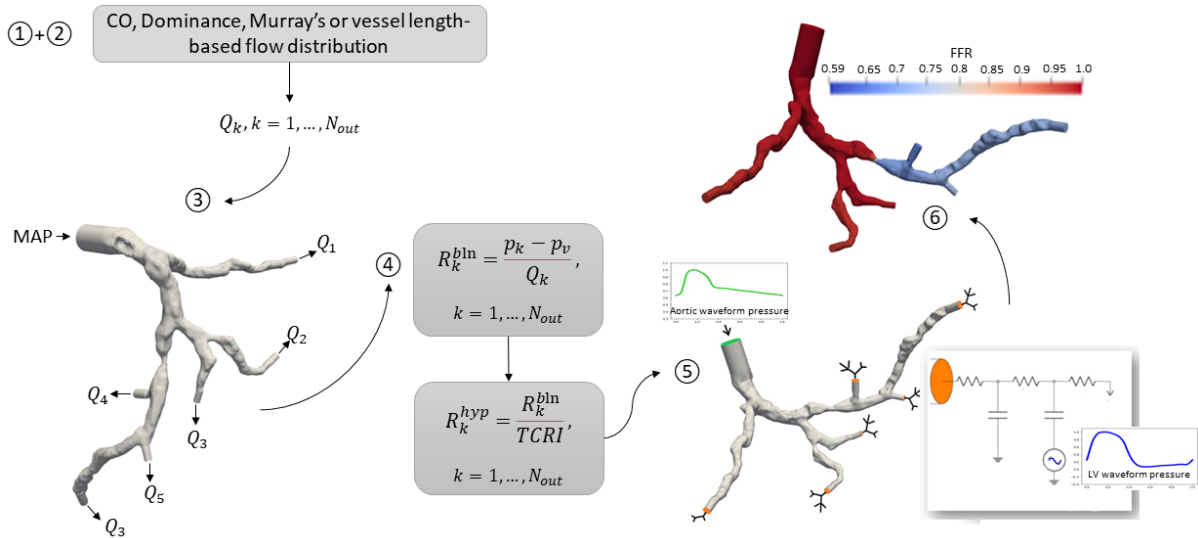 ①+②
CO, Dominance, Murray's or vessel length-
based flow distribution
Q_k, k = 1, ..., N_out
③
MAP
Q_1
Q_2
Q_4
Q_3
Q_5
Q_3
④
R_k^bln = (p_k − p_v) / Q_k,
k = 1, ..., N_out
R_k^hyp = R_k^bln / TCRI,
k = 1, ..., N_out
⑤
Aortic waveform pressure
LV waveform pressure
⑥
FFR
0.59 0.65 0.7 0.75 0.8 0.85 0.9 0.95 1.0